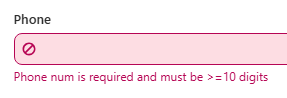 Phone
Phone num is required and must be >=10 digits